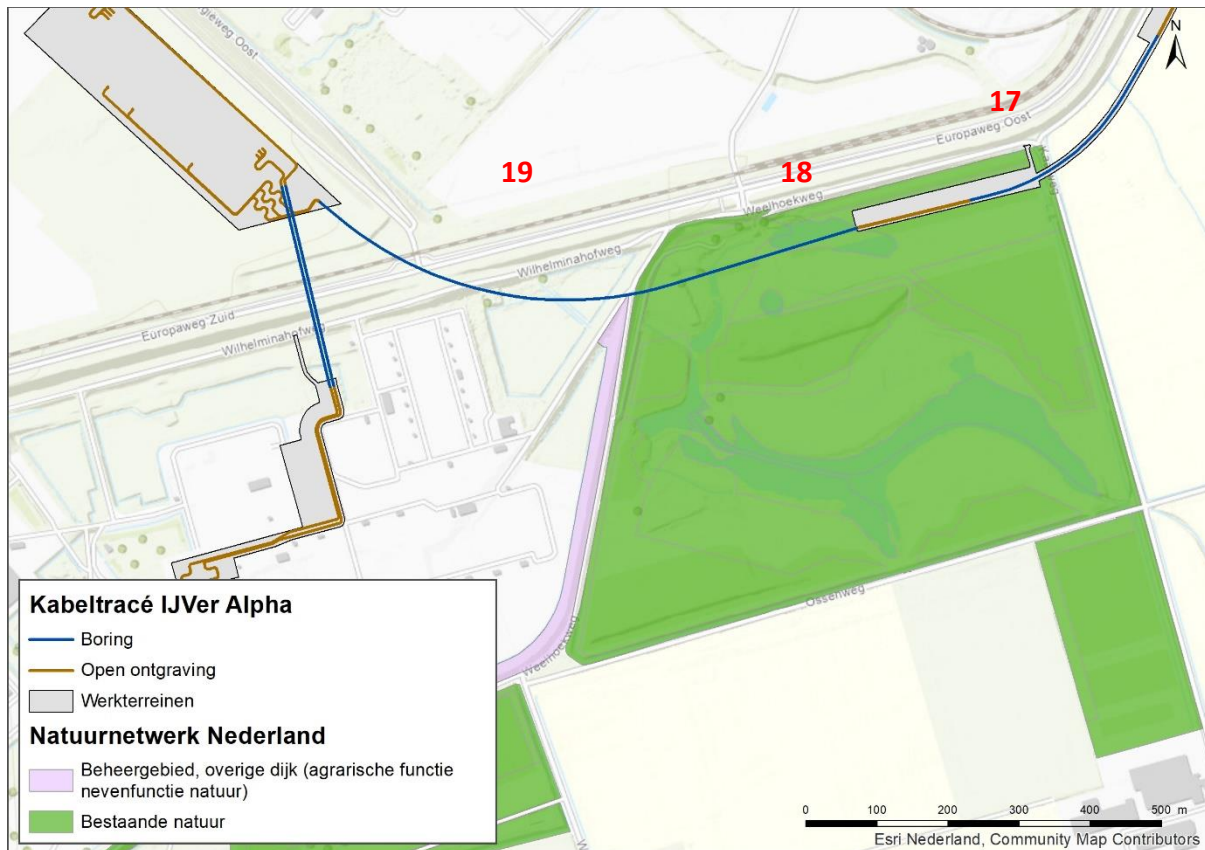 gieweg Oost
N
17
Europaweg Oost
19
18
Weelhoekweg
Wilhelminahofweg
Europaweg Zuid
Wilhelminahofweg
Ossenweg
Weelhoekweg
Kabeltracé IJVer Alpha
Boring
Open ontgraving
Werkterreinen
Natuurnetwerk Nederland
Beheergebied, overige dijk (agrarische functie
nevenfunctie natuur)
Bestaande natuur
0 100 200 300 400 500 m
Esri Nederland, Community Map Contributors